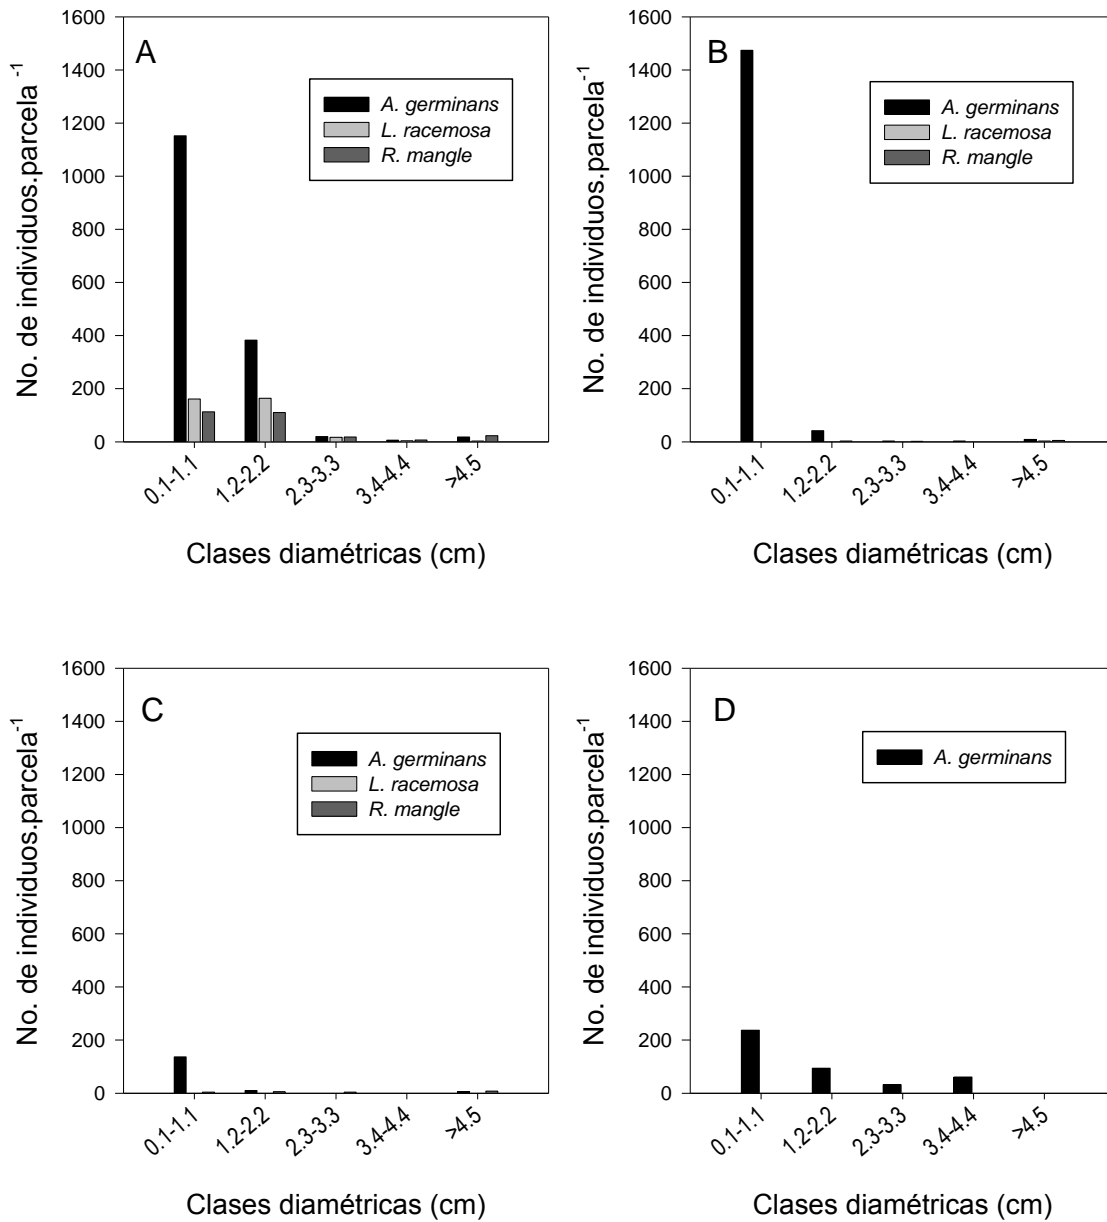 A
No. de individuos.parcela-1
1600
1400
1200
1000
800
600
400
200
0
A. germinans
L. racemosa
R. mangle
0.1-1.1
1.2-2.2
2.3-3.3
3.4-4.4
>4.5
Clases diamétricas (cm)
B
No. de individuos.parcela-1
1600
1400
1200
1000
800
600
400
200
0
A. germinans
L. racemosa
R. mangle
0.1-1.1
1.2-2.2
2.3-3.3
3.4-4.4
>4.5
Clases diamétricas (cm)
C
No. de individuos.parcela-1
1600
1400
1200
1000
800
600
400
200
0
A. germinans
L. racemosa
R. mangle
0.1-1.1
1.2-2.2
2.3-3.3
3.4-4.4
>4.5
Clases diamétricas (cm)
D
No. de individuos.parcela-1
1600
1400
1200
1000
800
600
400
200
0
A. germinans
0.1-1.1
1.2-2.2
2.3-3.3
3.4-4.4
>4.5
Clases diamétricas (cm)